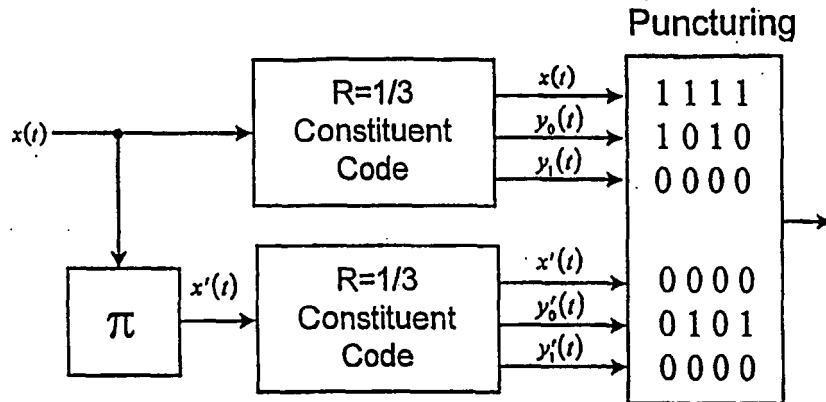 Puncturing
R=1/3
Constituent
Code
x(t)
x(t)
y₀(t)
y₁(t)
1 1 1 1
1 0 1 0
0 0 0 0
π
x'(t)
R=1/3
Constituent
Code
x'(t)
y'₀(t)
y'₁(t)
0 0 0 0
0 1 0 1
0 0 0 0